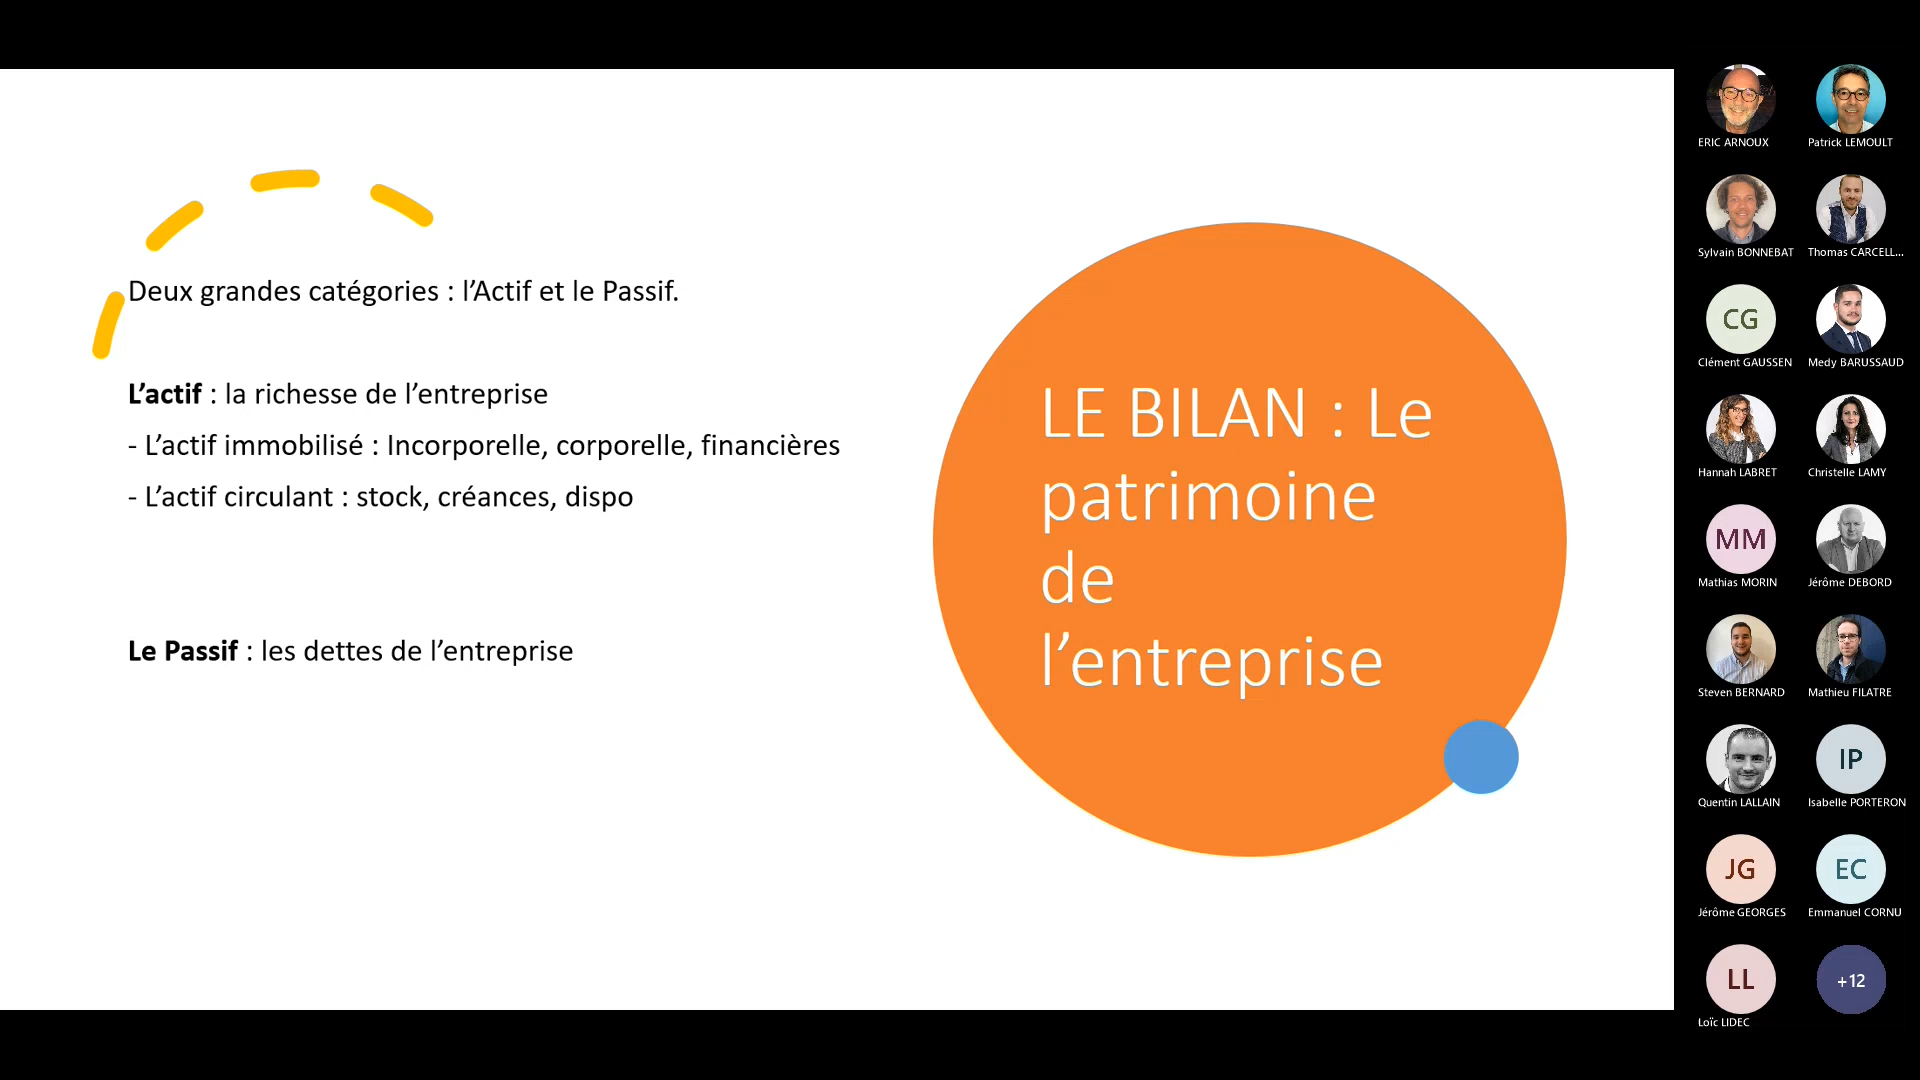 Deux grandes catégories : l’Actif et le Passif.
L’actif : la richesse de l’entreprise
- L’actif immobilisé : Incorporelle, corporelle, financières
- L’actif circulant : stock, créances, dispo
Le Passif : les dettes de l’entreprise
LE BILAN : Le
patrimoine
de
l’entreprise
ERIC ARNOUX
Patrick LEMOULT
Sylvain BONNEBAT
Thomas CARCELL...
CG
Clément GAUSSEN
Medy BARUSSAUD
Hannah LABRET
Christelle LAMY
MM
Mathias MORIN
Jérôme DEBORD
Steven BERNARD
Mathieu FILATRE
Quentin LALLAIN
IP
Isabelle PORTERON
JG
Jérôme GEORGES
EC
Emmanuel CORNU
LL
Loïc LIDEC
+12